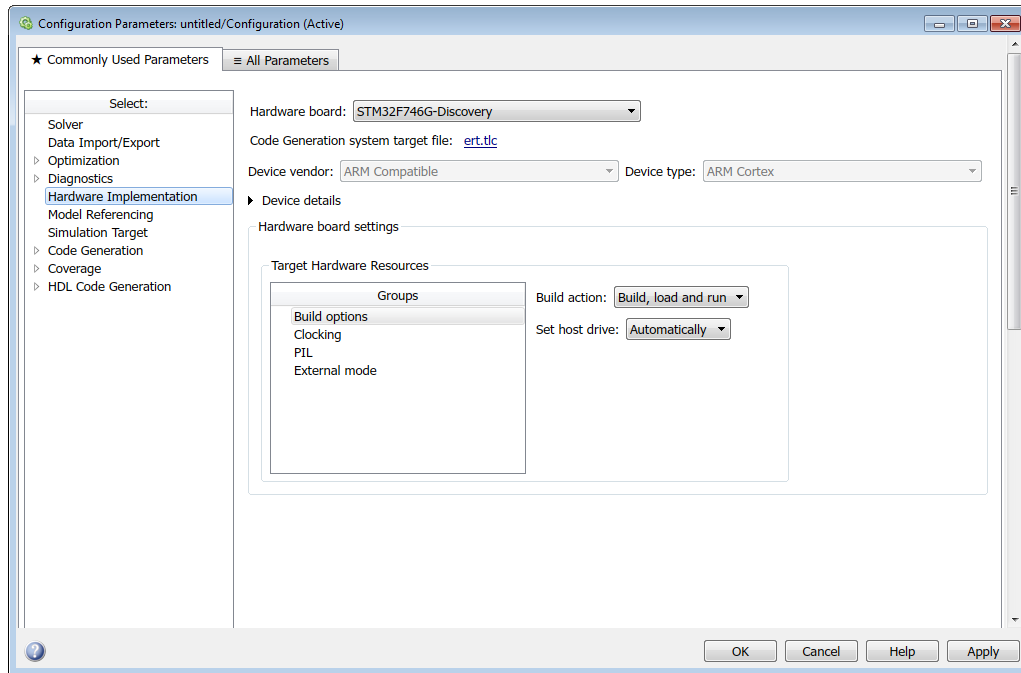 Configuration Parameters: untitled/Configuration (Active)
★ Commonly Used Parameters
≡ All Parameters
Select:
Solver
Data Import/Export
Optimization
Diagnostics
Hardware Implementation
Model Referencing
Simulation Target
Code Generation
Coverage
HDL Code Generation
Hardware board: STM32F746G-Discovery
Code Generation system target file: ert.tlc
Device vendor: ARM Compatible Device type: ARM Cortex
Device details
Hardware board settings
Target Hardware Resources
Groups
Build options
Clocking
PIL
External mode
Build action: Build, load and run
Set host drive: Automatically
OK Cancel Help Apply